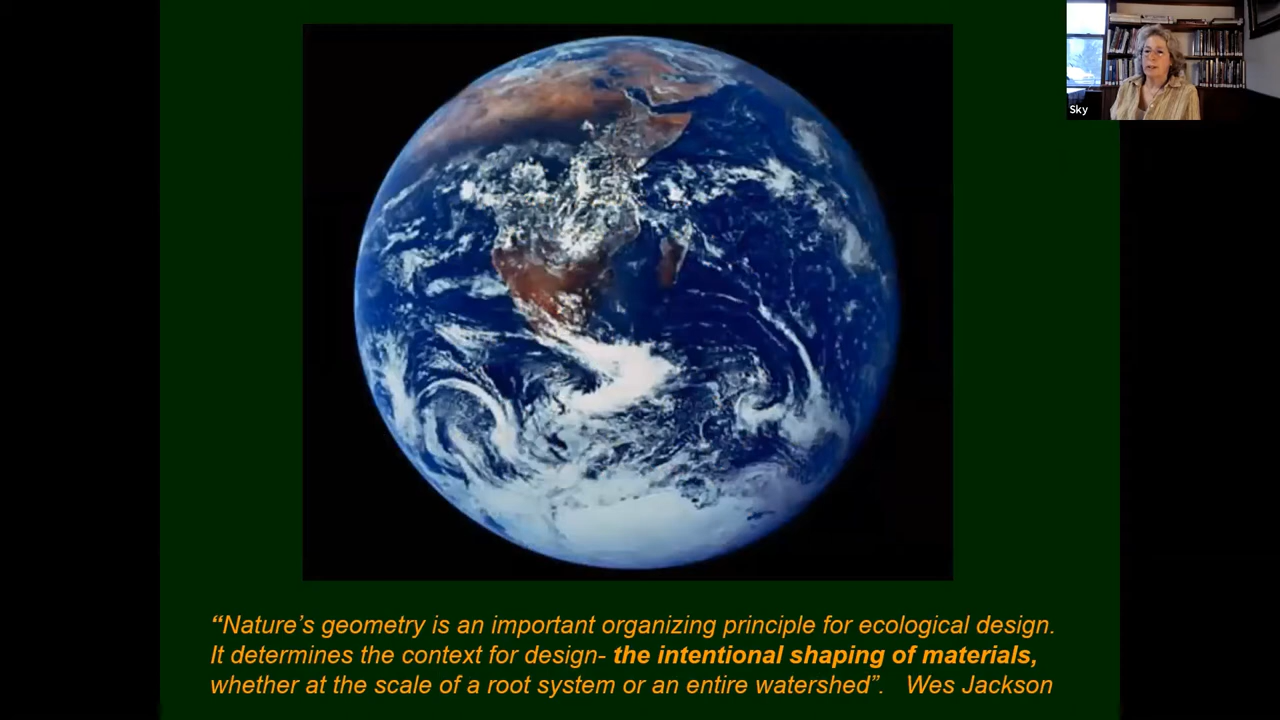 Sky
“Nature’s geometry is an important organizing principle for ecological design.
It determines the context for design- the intentional shaping of materials,
whether at the scale of a root system or an entire watershed”. Wes Jackson